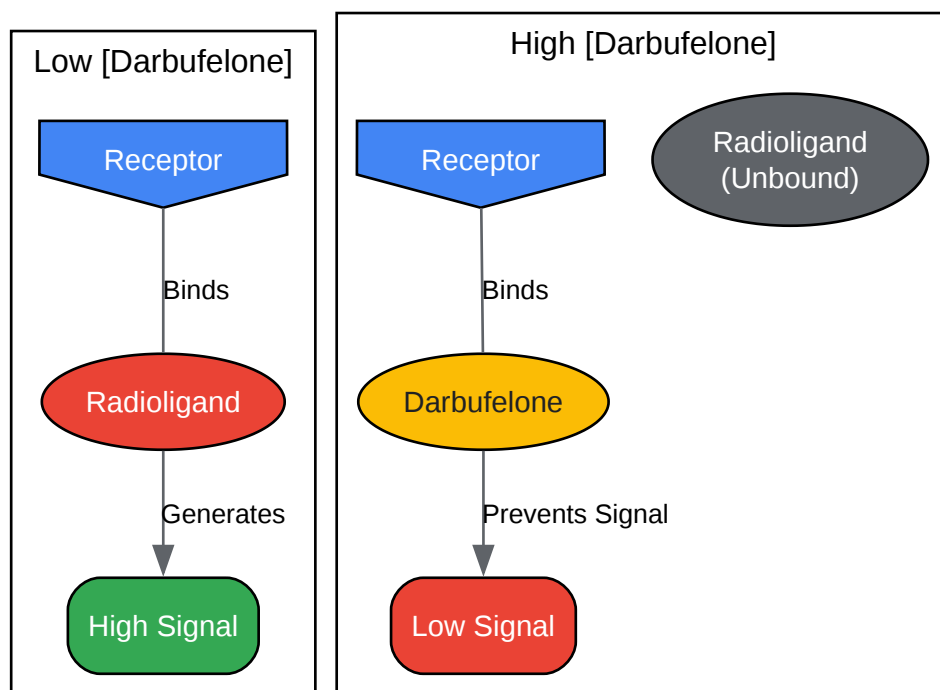 Low [Darbufelone]
Receptor
Binds
Radioligand
Generates
High Signal
High [Darbufelone]
Receptor
Radioligand
(Unbound)
Binds
Darbufelone
Prevents Signal
Low Signal